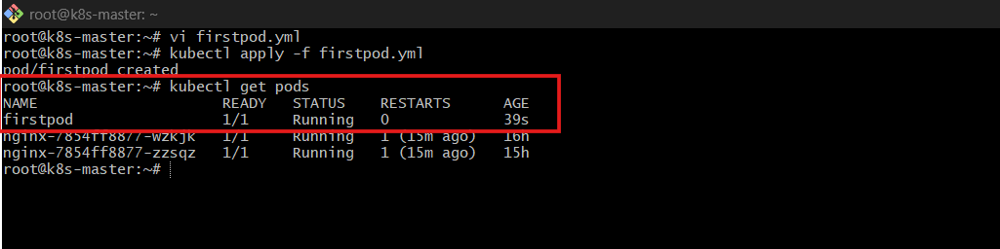 root@k8s-master: ~
root@k8s-master:~# vi firstpod.yml
root@k8s-master:~# kubectl apply -f firstpod.yml
pod/firstpod created
root@k8s-master:~# kubectl get pods
NAME READY STATUS RESTARTS AGE
firstpod 1/1 Running 0 39s
nginx-7854ff8877-wzkjk 1/1 Running 1 (15m ago) 16h
nginx-7854ff8877-zzsqz 1/1 Running 1 (15m ago) 15h
root@k8s-master:~#